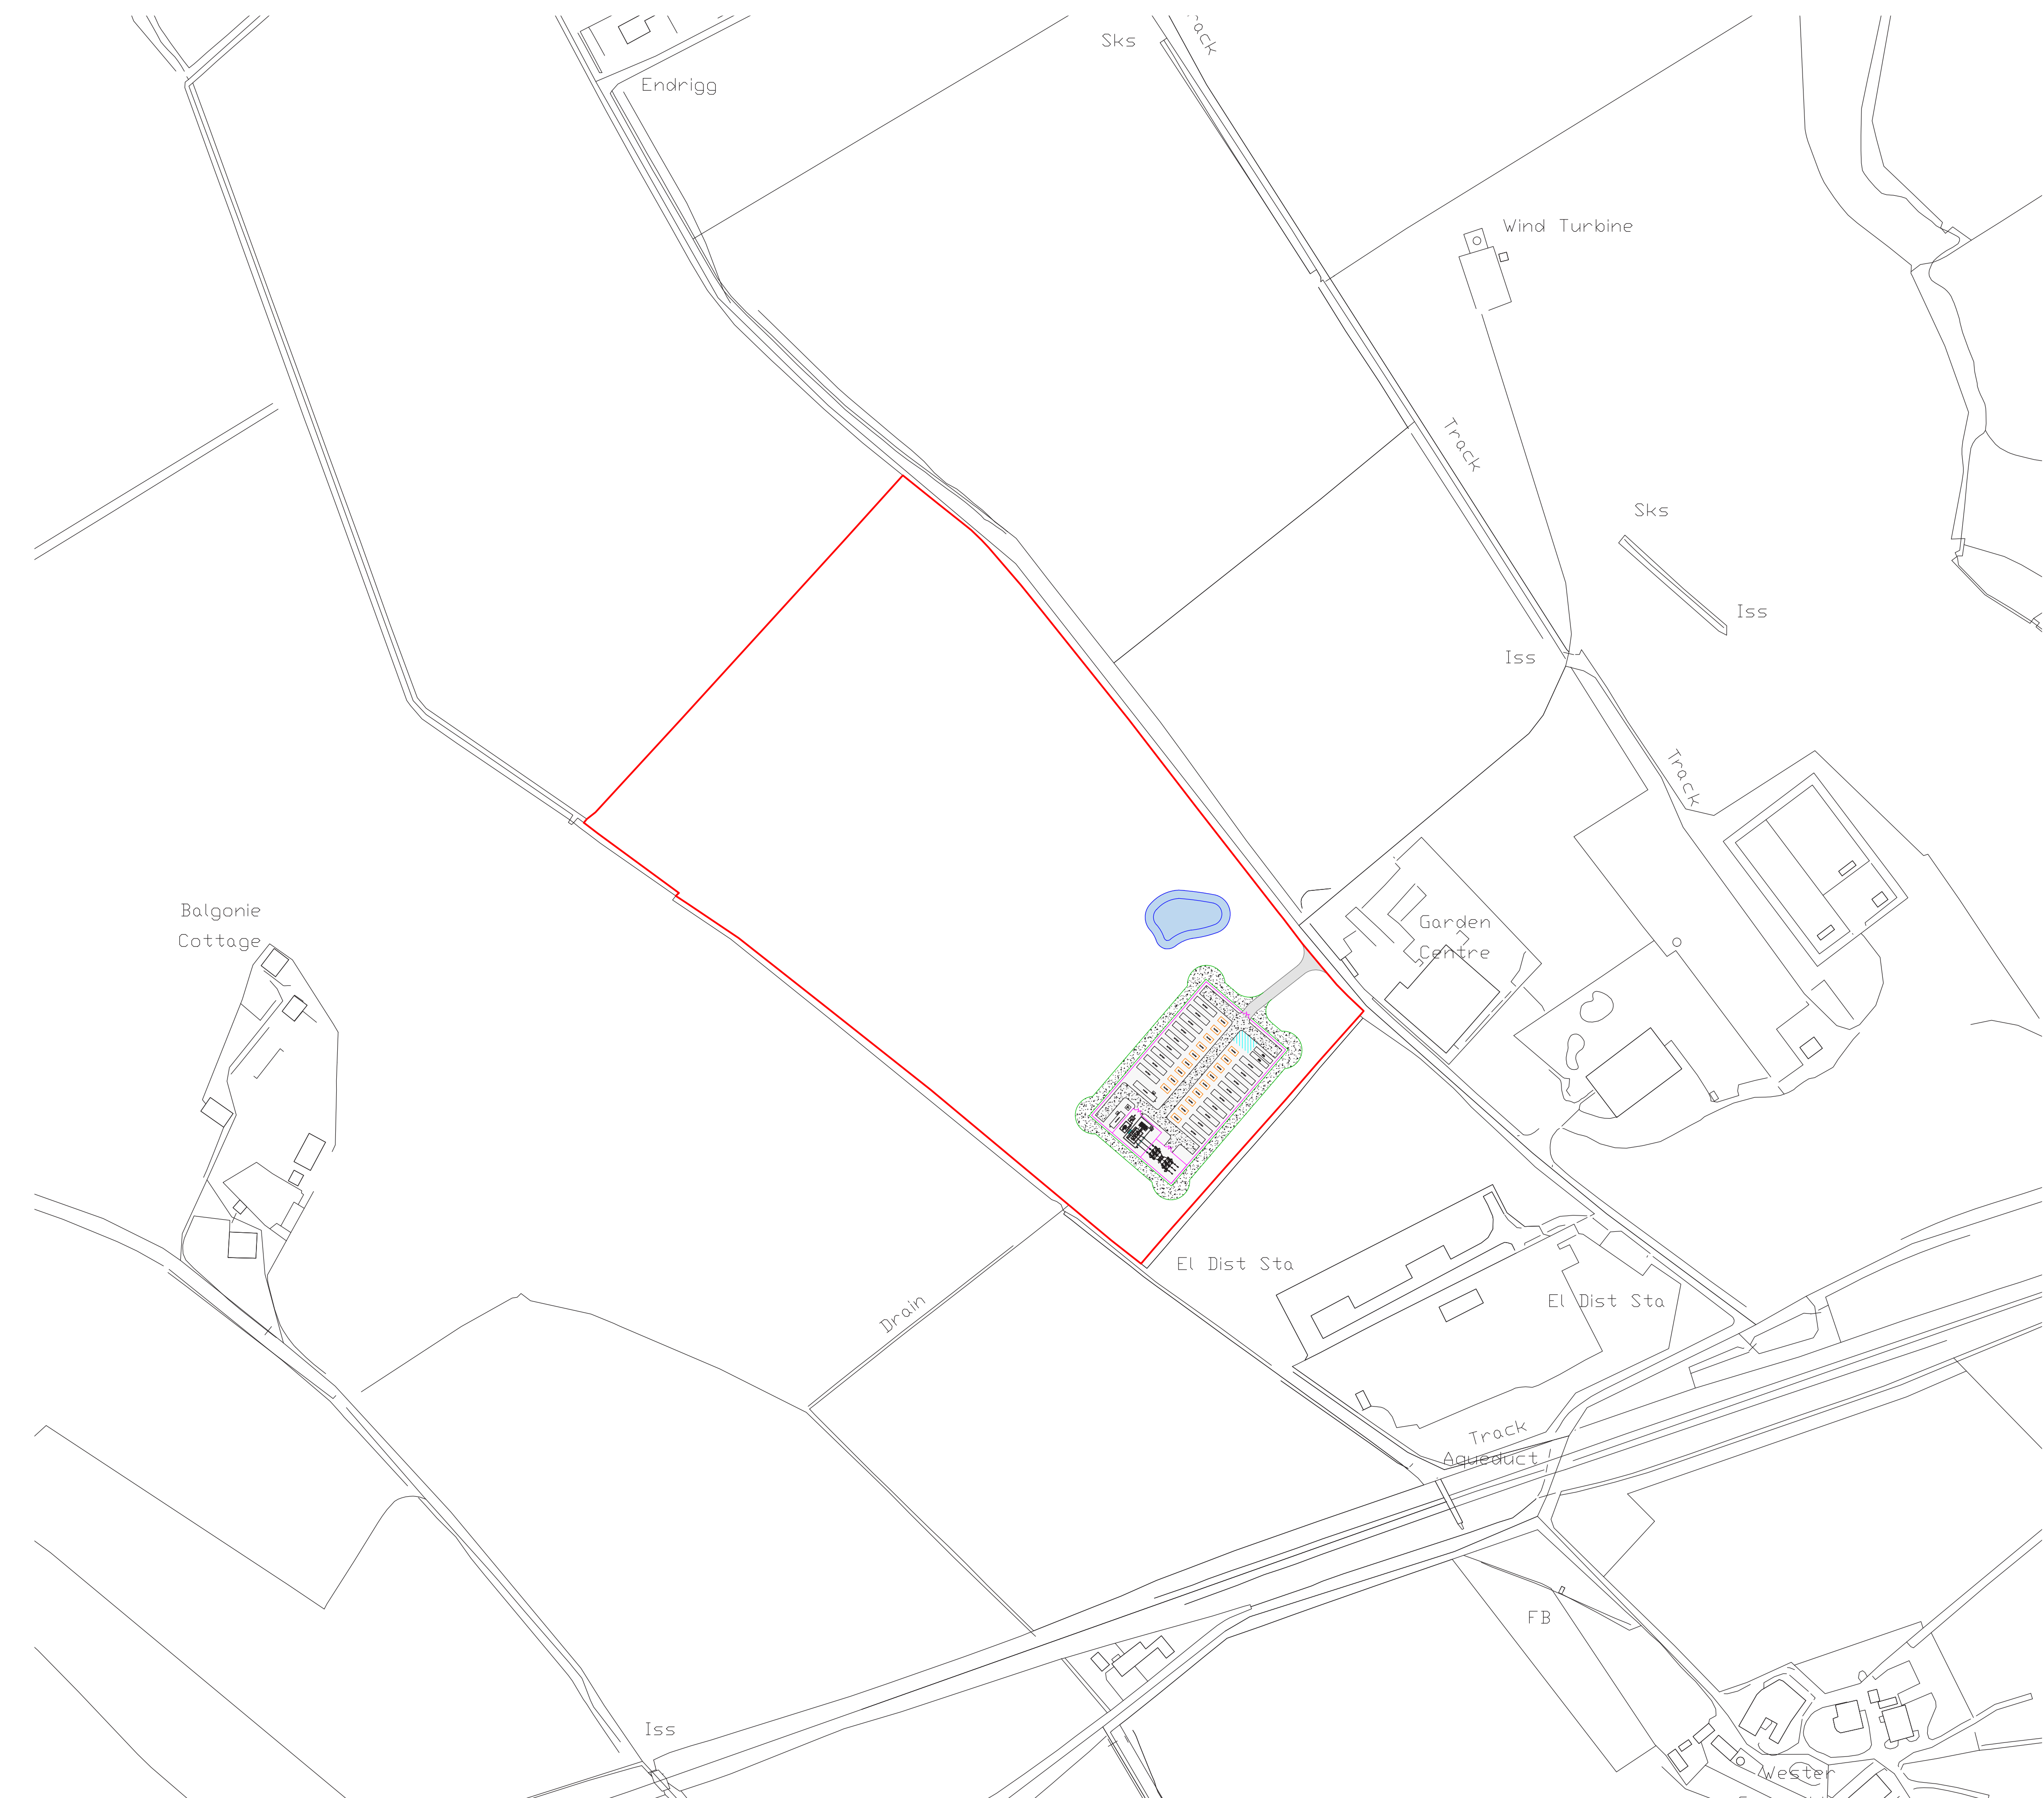 Sks
rack
Endrigg
Wind Turbine
Track
Sks
Iss
Iss
Track
Balgonie
Cottage
Garden
Centre
El Dist Sta
El Dist Sta
Drain
Track
Aqueduct
FB
Iss
Wester